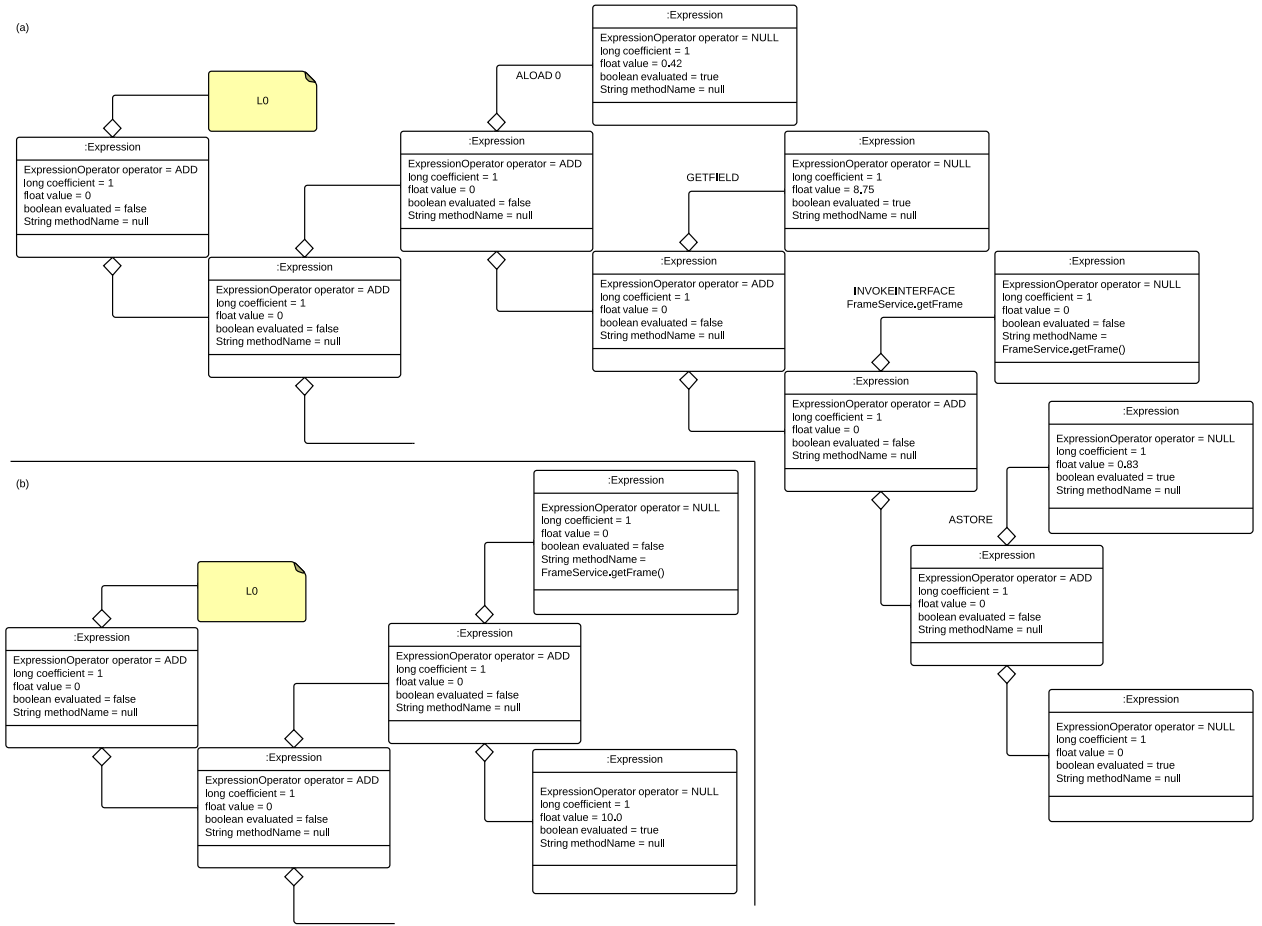 (a)
:Expression
ExpressionOperator operator = NULL
long coefficient = 1
float value = 0.42
boolean evaluated = true
String methodName = null
ALOAD 0
L0
:Expression
ExpressionOperator operator = ADD
long coefficient = 1
float value = 0
boolean evaluated = false
String methodName = null
:Expression
ExpressionOperator operator = ADD
long coefficient = 1
float value = 0
boolean evaluated = false
String methodName = null
:Expression
ExpressionOperator operator = NULL
long coefficient = 1
float value = 8.75
boolean evaluated = true
String methodName = null
GETFIELD
:Expression
ExpressionOperator operator = ADD
long coefficient = 1
float value = 0
boolean evaluated = false
String methodName = null
:Expression
ExpressionOperator operator = ADD
long coefficient = 1
float value = 0
boolean evaluated = false
String methodName = null
INVOKEINTERFACE
FrameService.getFrame
:Expression
ExpressionOperator operator = NULL
long coefficient = 1
float value = 0
boolean evaluated = false
String methodName =
FrameService.getFrame()
:Expression
ExpressionOperator operator = ADD
long coefficient = 1
float value = 0
boolean evaluated = false
String methodName = null
:Expression
ExpressionOperator operator = NULL
long coefficient = 1
float value = 0.83
boolean evaluated = true
String methodName = null
ASTORE
:Expression
ExpressionOperator operator = ADD
long coefficient = 1
float value = 0
boolean evaluated = false
String methodName = null
:Expression
ExpressionOperator operator = NULL
long coefficient = 1
float value = 0
boolean evaluated = true
String methodName = null
(b)
:Expression
ExpressionOperator operator = NULL
long coefficient = 1
float value = 0
boolean evaluated = false
String methodName =
FrameService.getFrame()
L0
:Expression
ExpressionOperator operator = ADD
long coefficient = 1
float value = 0
boolean evaluated = false
String methodName = null
:Expression
ExpressionOperator operator = ADD
long coefficient = 1
float value = 0
boolean evaluated = false
String methodName = null
:Expression
ExpressionOperator operator = ADD
long coefficient = 1
float value = 0
boolean evaluated = false
String methodName = null
:Expression
ExpressionOperator operator = NULL
long coefficient = 1
float value = 10.0
boolean evaluated = true
String methodName = null